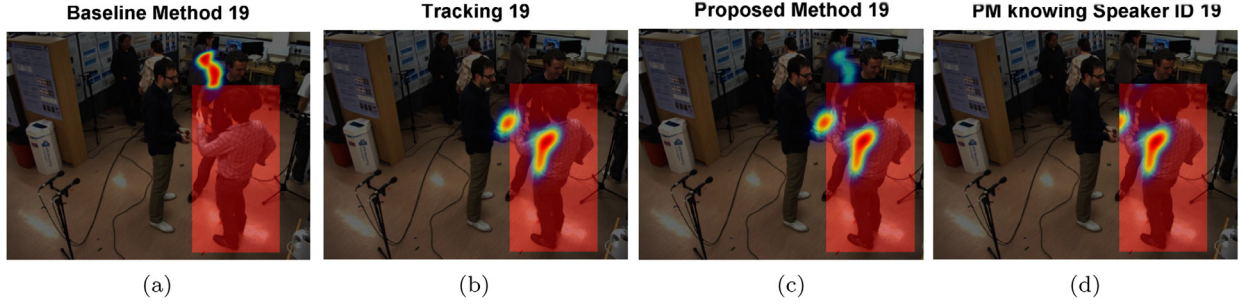 Baseline Method 19
Tracking 19
Proposed Method 19
PM knowing Speaker ID 19
(a)
(b)
(c)
(d)